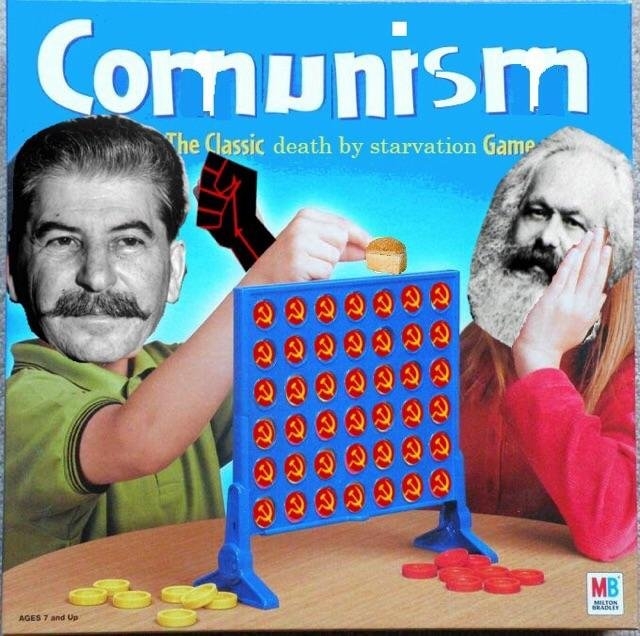 Comunism
The Classic death by starvation Game
AGES 7 and Up
MB
MILTON
BRADLEY